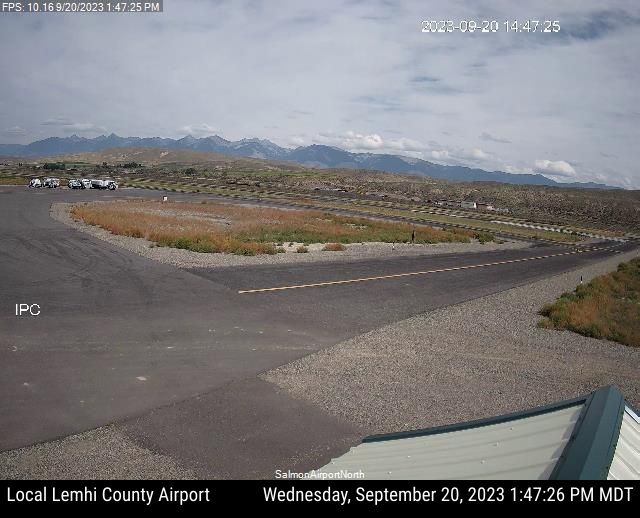 FPS: 10.16 9/20/2023 1:47:25 PM
2023-09-20 14:47:25
IPC
SalmonAirportNorth
Local Lemhi County Airport Wednesday, September 20, 2023 1:47:26 PM MDT